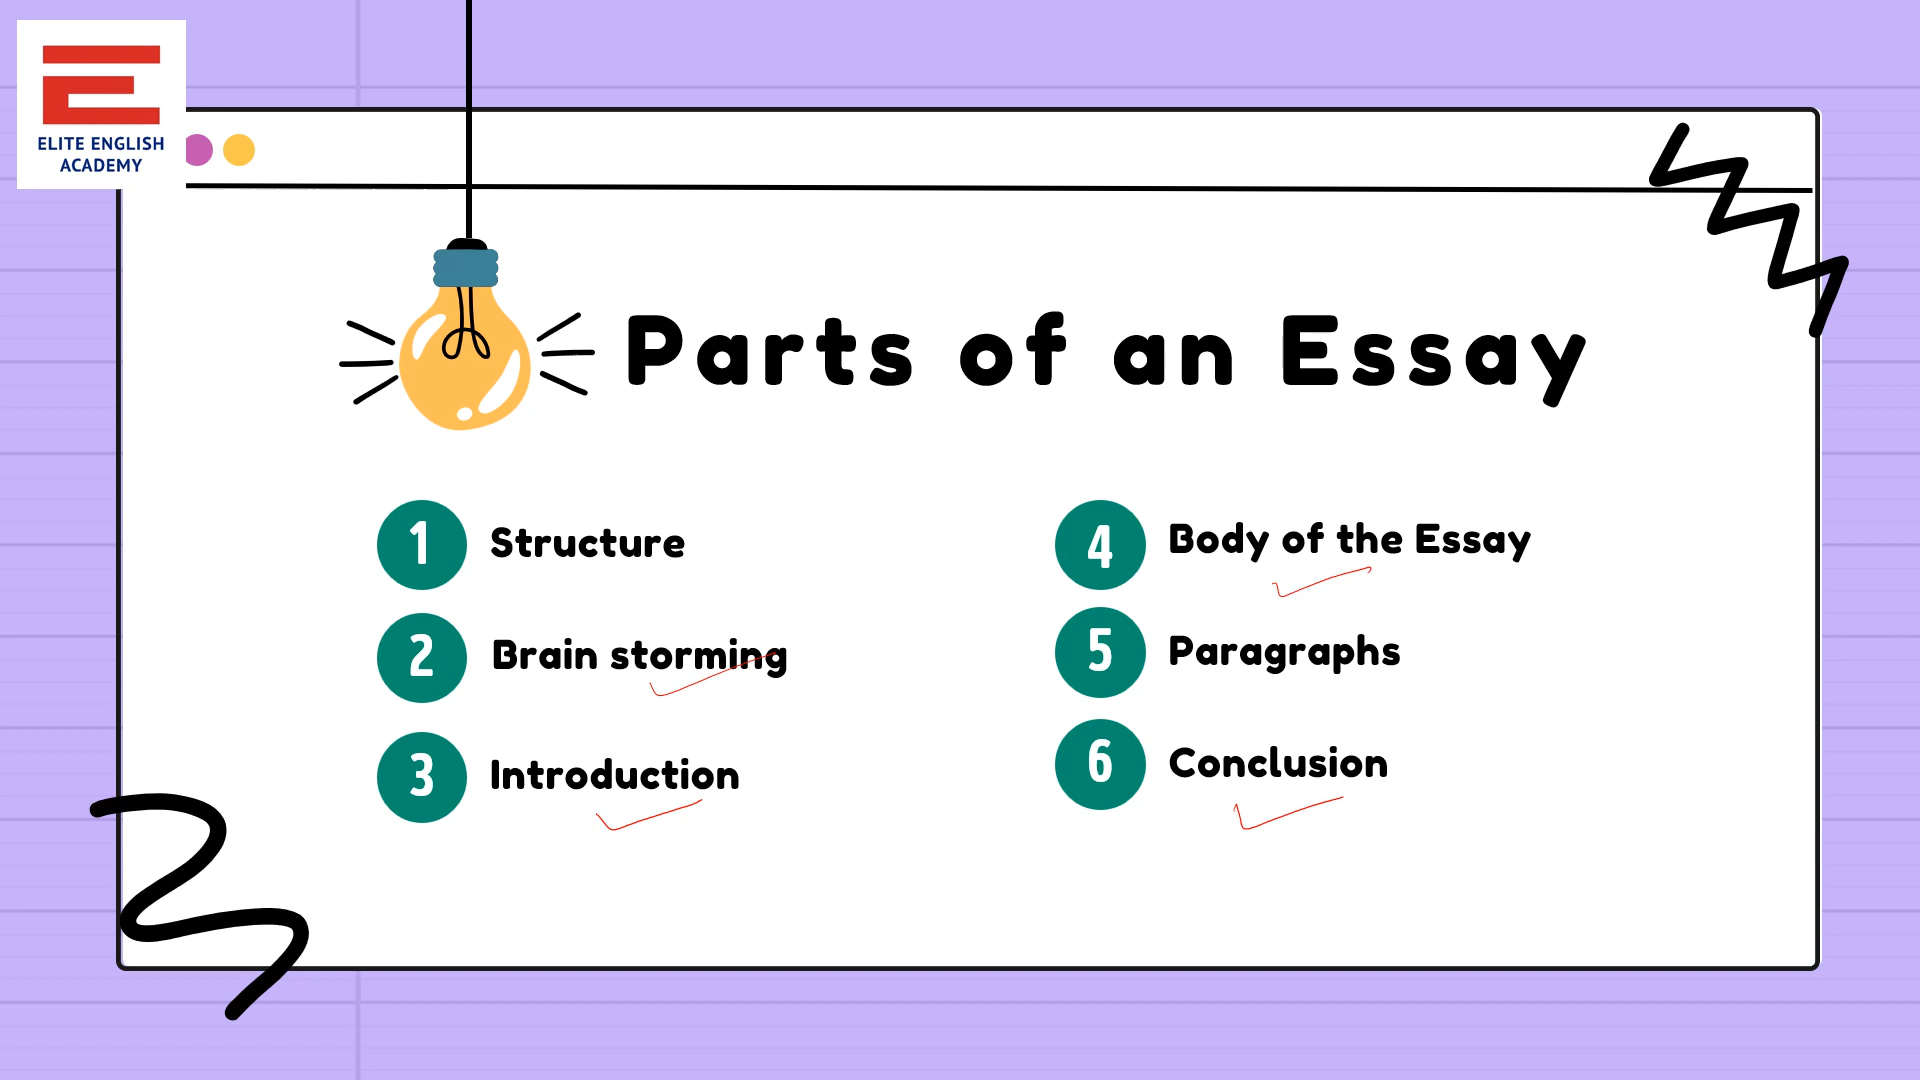 ELITE ENGLISH
ACADEMY
Parts of an Essay
1 Structure
2 Brain storming
3 Introduction
4 Body of the Essay
5 Paragraphs
6 Conclusion